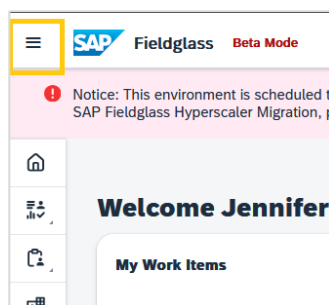 SAP Fieldglass Beta Mode
Notice: This environment is scheduled
SAP Fieldglass Hyperscaler Migration,
Welcome Jennifer
My Work Items